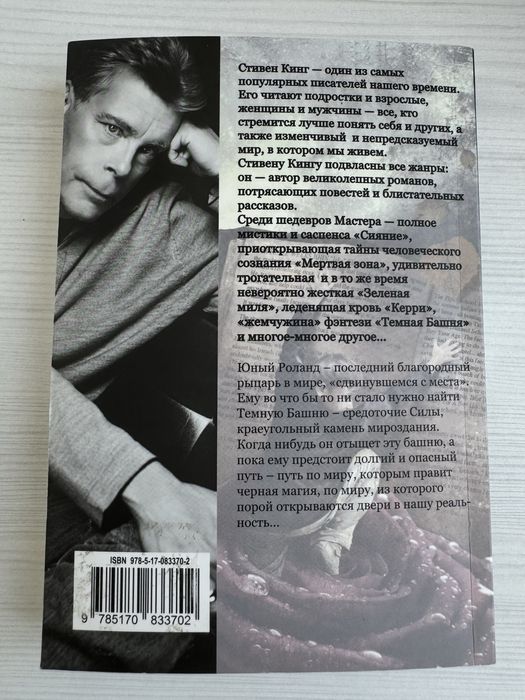 Стивен Кинг — один из самых
популярных писателей нашего времени.
Его читают подростки и взрослые,
женщины и мужчины — все, кто
стремится лучше понять себя и других, а
также изменчивый и непредсказуемый
мир, в котором мы живем.
Стивену Кингу подвластны все жанры:
он — автор великолепных романов,
потрясающих повестей и блистательных
рассказов.
Среди шедевров Мастера — полное
мистики и саспенса «Сияние»,
приоткрывающая тайны человеческого
сознания «Мертвая зона», удивительно
трогательная и в то же время
невероятно жесткая «Зеленая
миля», леденящая кровь «Керри»,
«жемчужина» фэнтези «Темная Башня»
и многое-многое другое...
Юный Роланд – последний благородный
рыцарь в мире, «сдвинувшемся с места».
Ему во что бы то ни стало нужно найти
Темную Башню – средоточие Силы,
краеугольный камень мироздания.
Когда нибудь он отыщет эту башню, а
пока ему предстоит долгий и опасный
путь – путь по миру, которым правит
черная магия, по миру, из которого
порой открываются двери в нашу реаль-
ность...
ISBN 978-5-17-083370-2
9 785170 833702